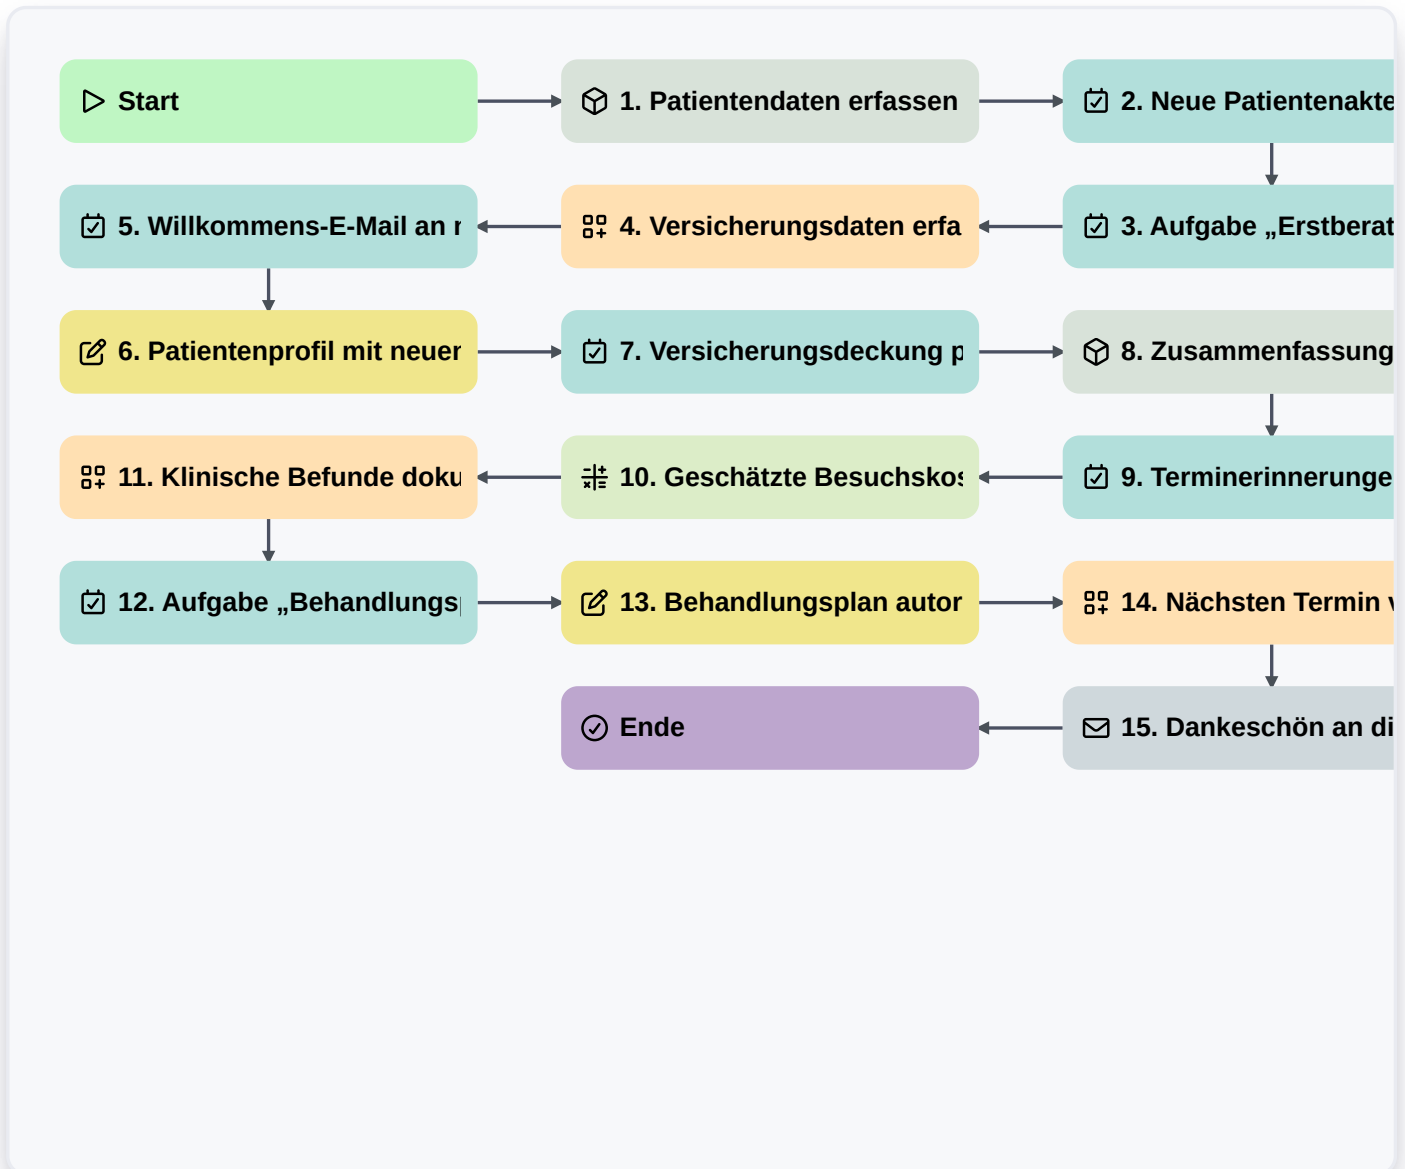 Start
1. Patientendaten erfassen
2. Neue Patientenakte
5. Willkommens-E-Mail an
4. Versicherungsdaten erfa
3. Aufgabe „Erstberat
6. Patientenprofil mit neuer
7. Versicherungsdeckung p
8. Zusammenfassung
11. Klinische Befunde doku
10. Geschätzte Besuchskos
9. Terminerinnerunge
12. Aufgabe „Behandlungs
13. Behandlungsplan autor
14. Nächsten Termin
Ende
15. Dankeschön an di